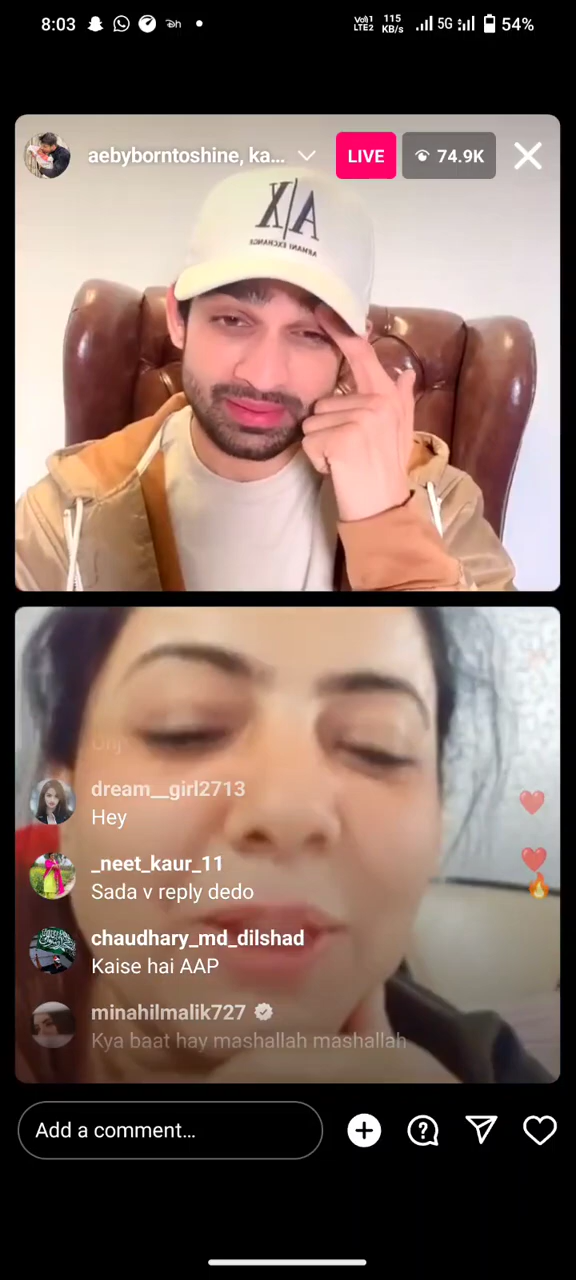 8:03
Vo)) 1
LTE2
115
KB/s
5G
54%
aebyborntoshine, ka...
LIVE
74.9K
A|X
ARMANI EXCHANGE
dream__girl2713
Hey
_neet_kaur_11
Sada v reply dedo
chaudhary_md_dilshad
Kaise hai AAP
minahilmalik727
Kya baat hay mashallah mashallah
Add a comment...